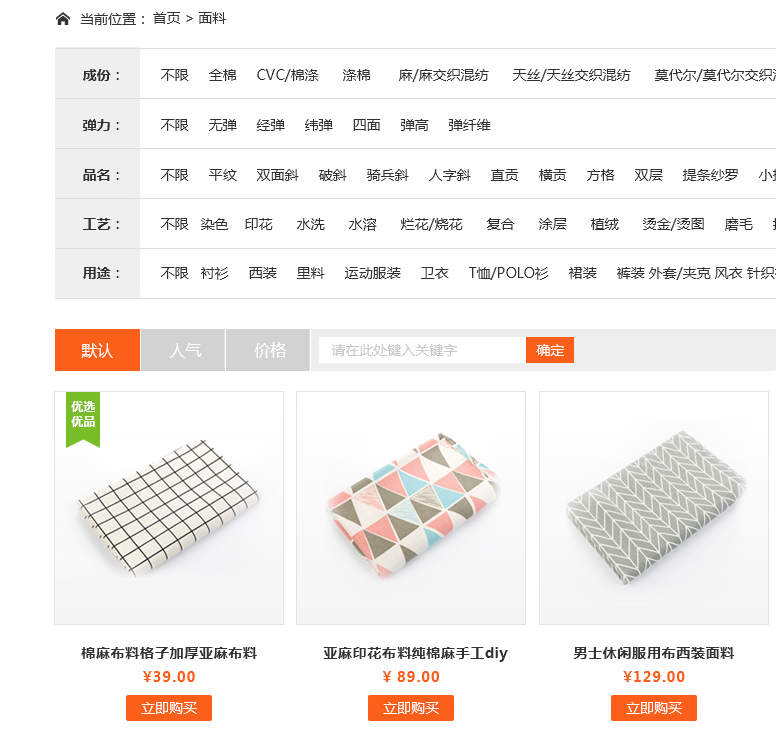 当前位置： 首页 > 面料
成份： 不限 全棉 CVC/棉涤 涤棉 麻/麻交织混纺 天丝/天丝交织混纺 莫代尔/莫代尔交织
弹力： 不限 无弹 经弹 纬弹 四面 弹高 弹纤维
品名： 不限 平纹 双面斜 破斜 骑兵斜 人字斜 直贡 横贡 方格 双层 提条纱罗 小
工艺： 不限 染色 印花 水洗 水溶 烂花/烧花 复合 涂层 植绒 烫金/烫图 磨毛
用途： 不限 衬衫 西装 里料 运动服装 卫衣 T恤/POLO衫 裙装 裤装 外套/夹克 风衣 针织
默认 人气 价格 请在此处键入关键字 确定
优选
优品
棉麻布料格子加厚亚麻布料 亚麻印花布料纯棉麻手工diy 男士休闲服用布西装面料
¥39.00 ¥ 89.00 ¥129.00
立即购买 立即购买 立即购买